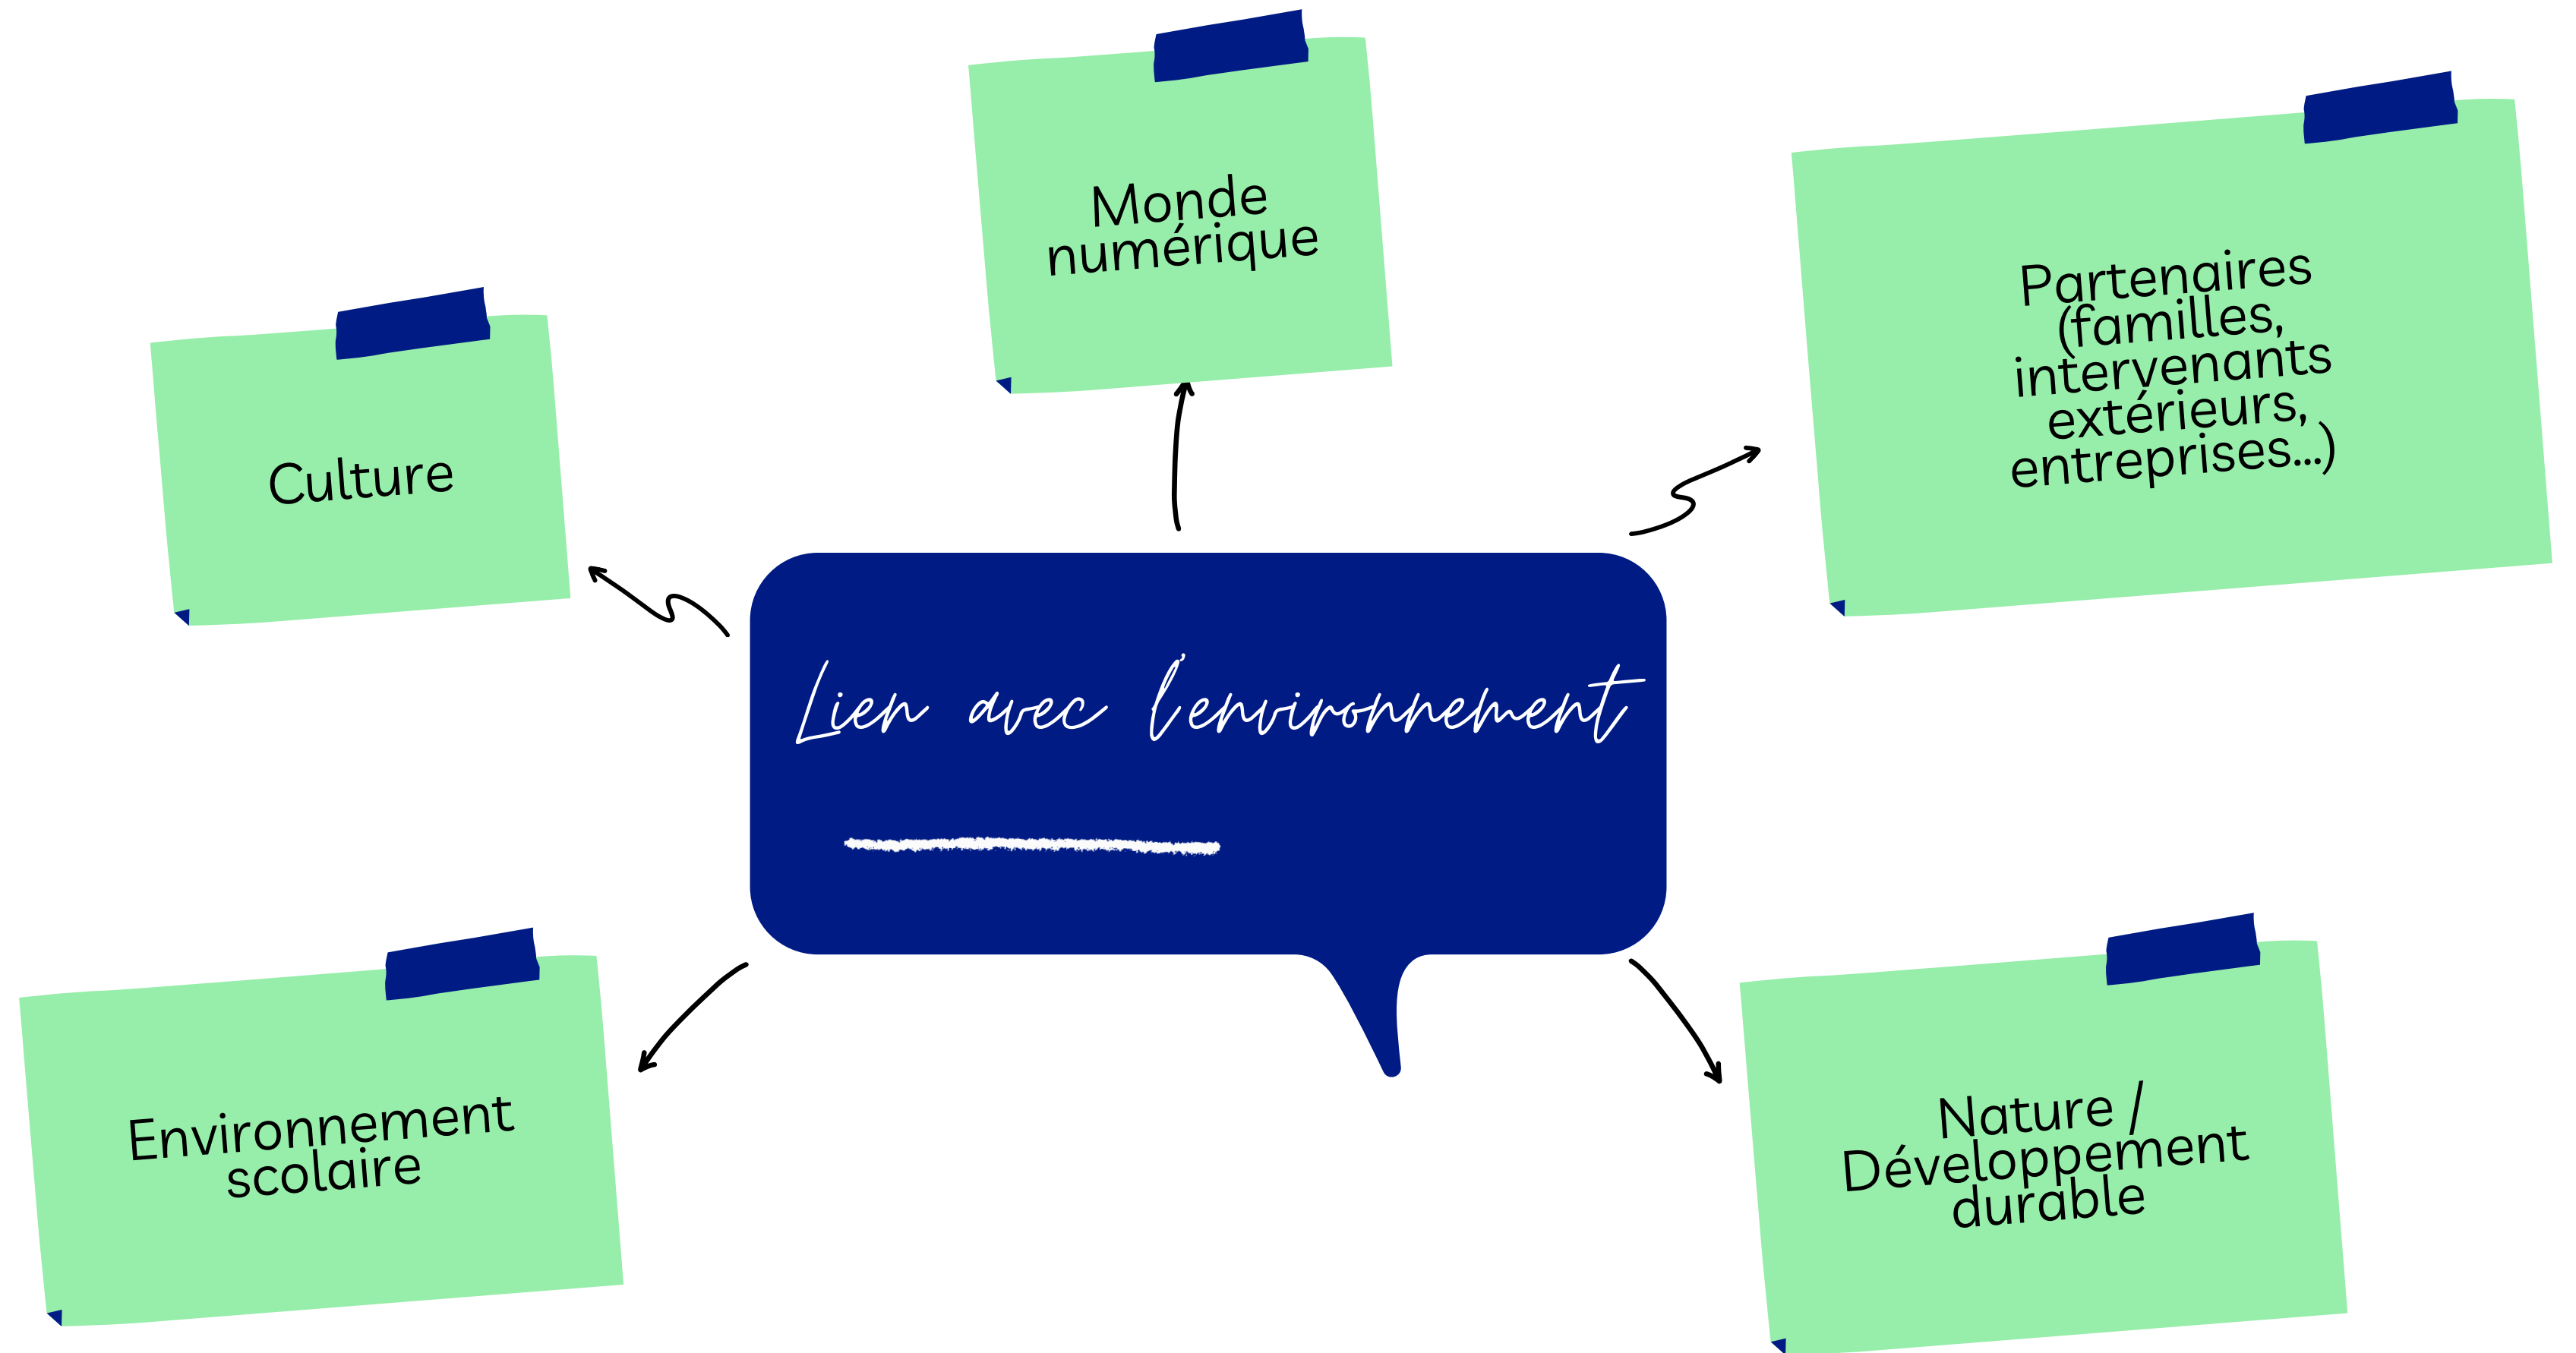 Monde
numérique
Partenaires
(familles,
intervenants
extérieurs,
entreprises...)
Culture
Lien avec l'environnement
Environnement
scolaire
Nature /
Développement
durable